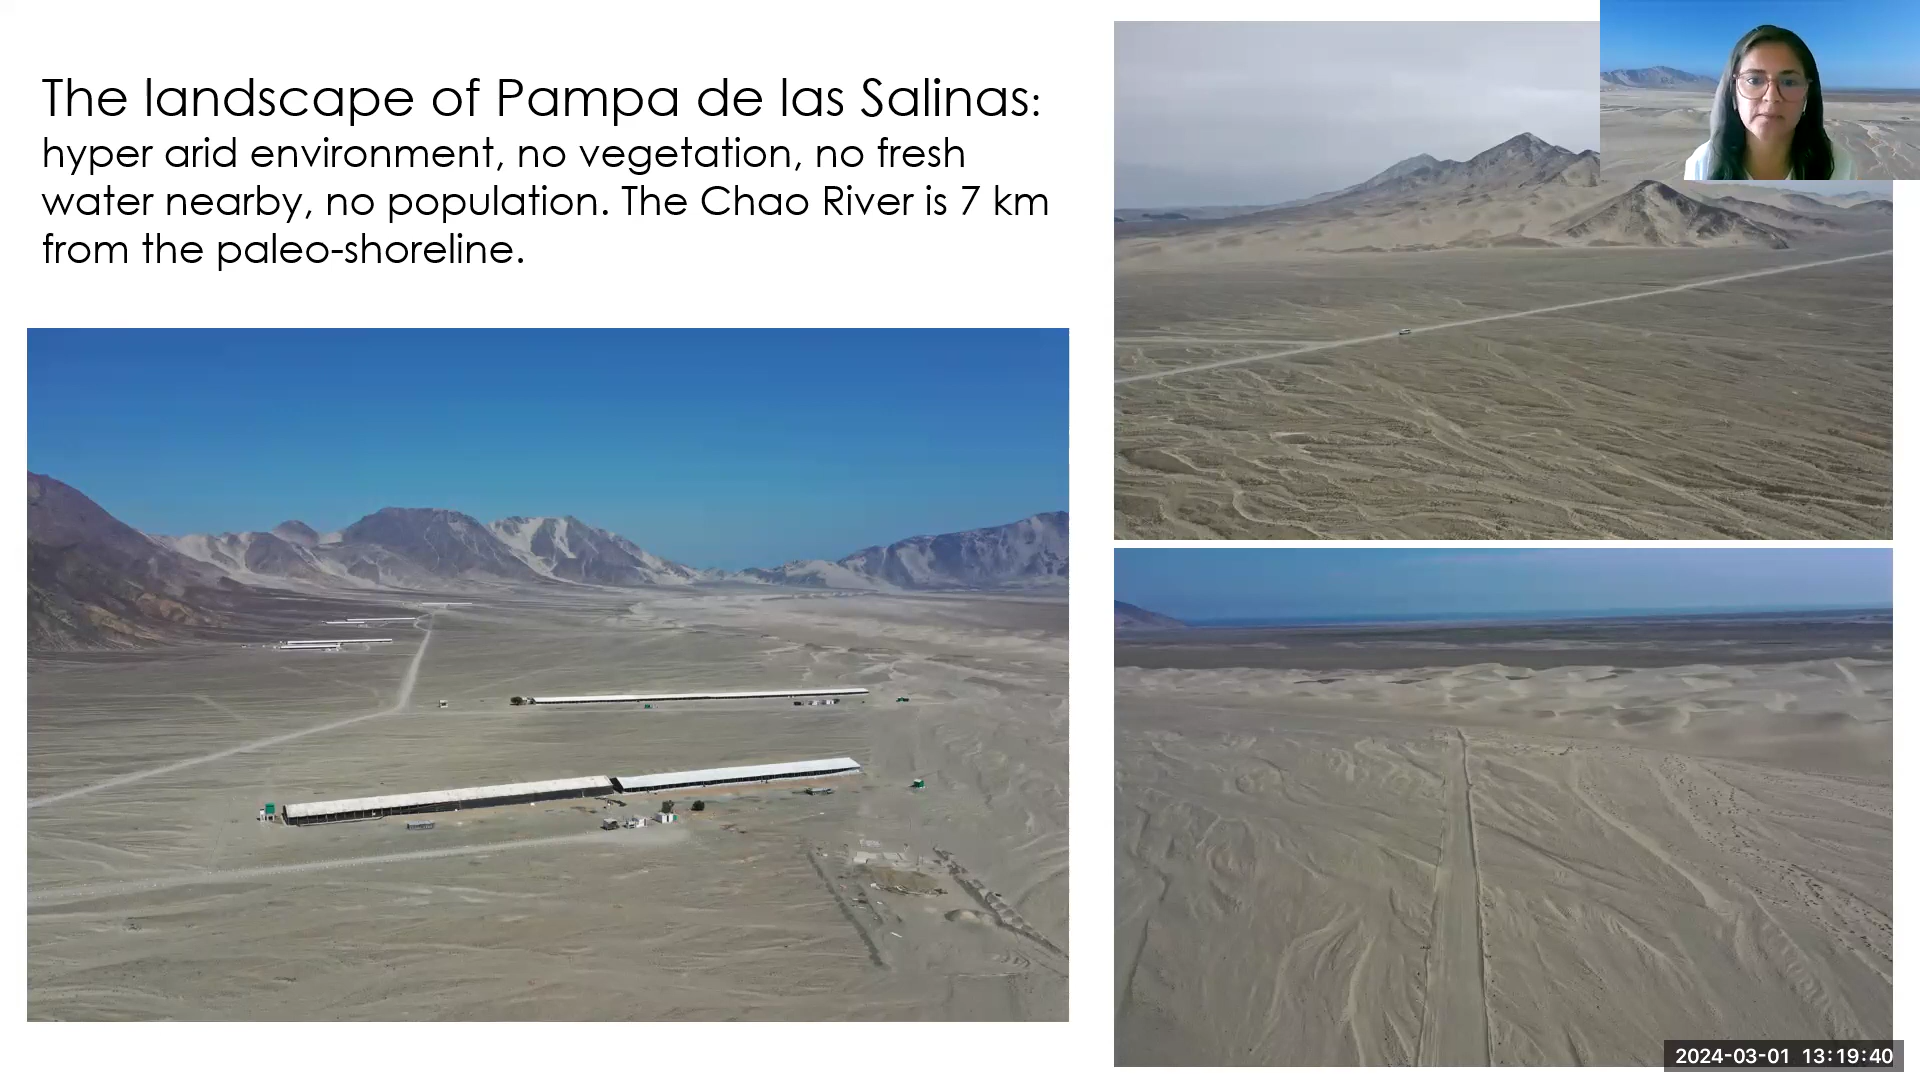 The landscape of Pampa de las Salinas:
hyper arid environment, no vegetation, no fresh
water nearby, no population. The Chao River is 7 km
from the paleo-shoreline.
2024-03-01 13:19:40